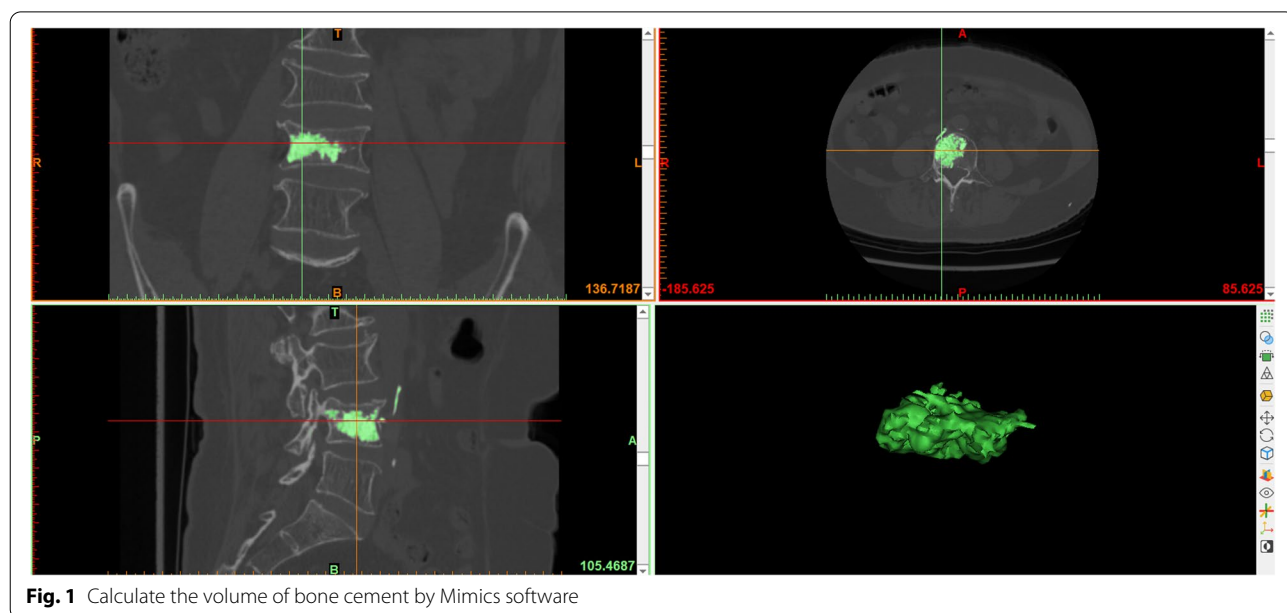 T
R
L
B
136.7187
A
R
L
P
-185.625
85.625
T
P
A
B
105.4687
Fig. 1 Calculate the volume of bone cement by Mimics software